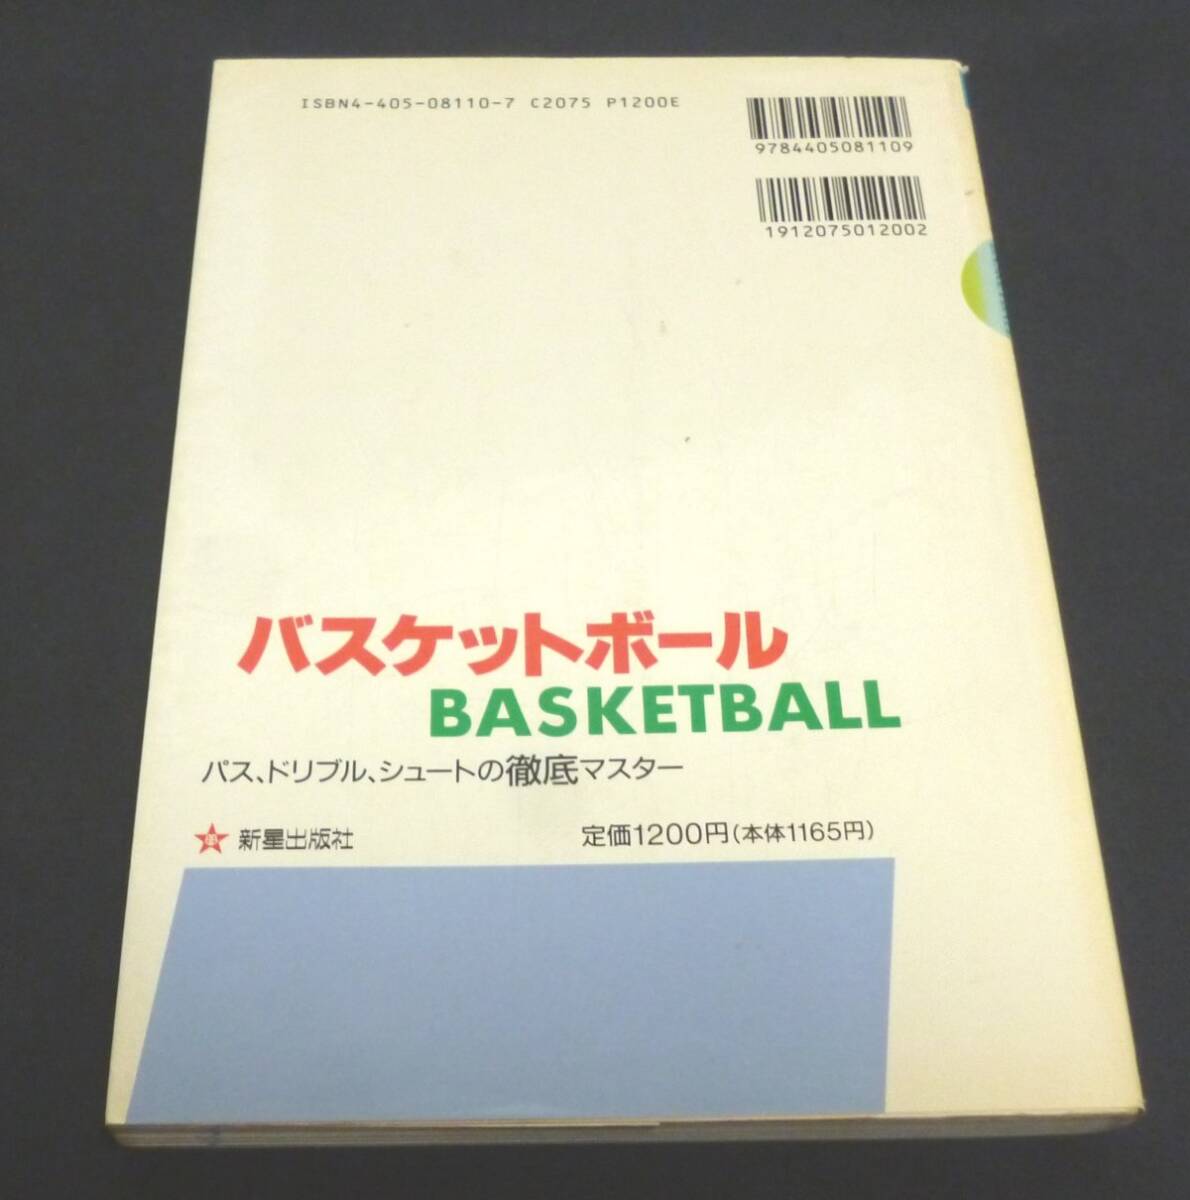 ISBN4-405-08110-7 C2075 P1200E
9784405081109
1912075012002
バスケットボール
BASKETBALL
パス、ドリブル、シュートの徹底マスター
新星出版社
定価1200円(本体1165円)